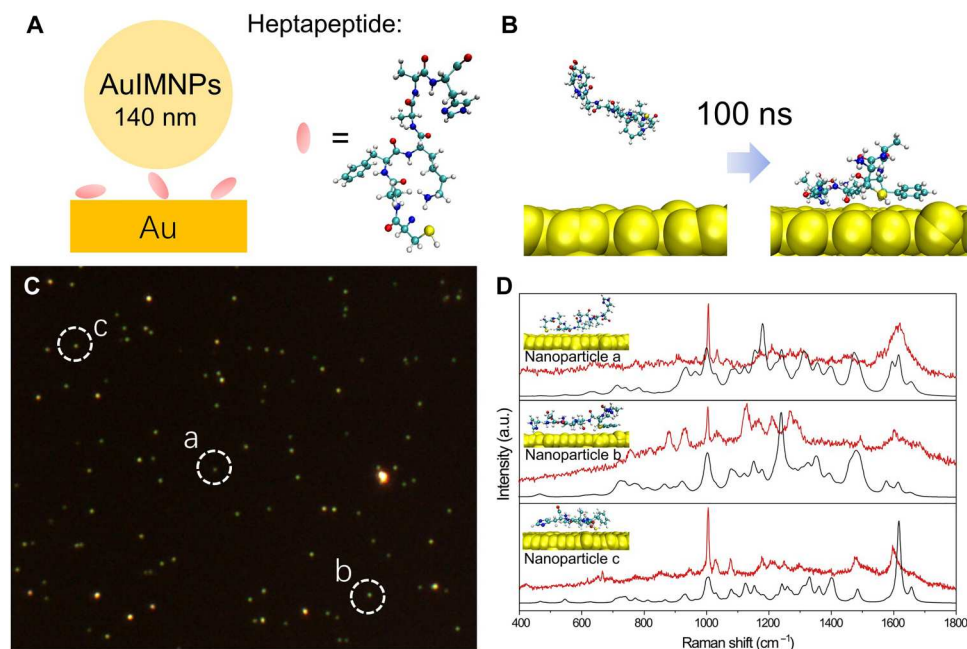 A
Heptapeptide:
AuIMNPs
140 nm
=
Au
B
100 ns
C
c
a
b
D
Intensity (a.u.)
Nanoparticle a
Nanoparticle b
Nanoparticle c
400 600 800 1000 1200 1400 1600 1800
Raman shift (cm⁻¹)